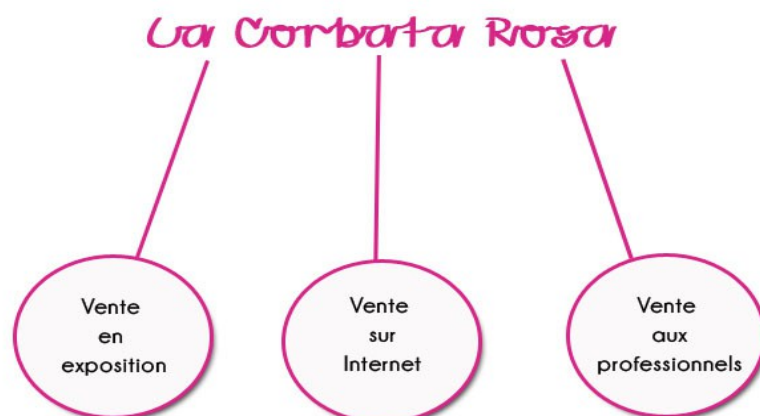 La Corbata Rosa
Vente
en
exposition
Vente
sur
Internet
Vente
aux
professionnels